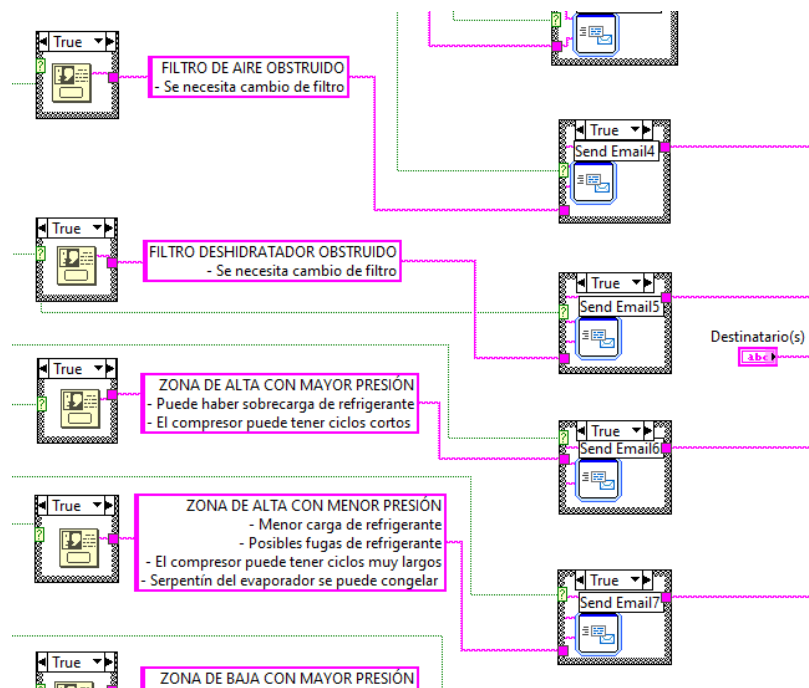 True
FILTRO DE AIRE OBSTRUIDO
- Se necesita cambio de filtro
?
?
True
Send Email4
?
True
FILTRO DESHIDRATADOR OBSTRUIDO
- Se necesita cambio de filtro
?
True
Send Email5
?
Destinatario(s)
abc
True
ZONA DE ALTA CON MAYOR PRESIÓN
- Puede haber sobrecarga de refrigerante
- El compresor puede tener ciclos cortos
?
True
Send Email6
?
True
ZONA DE ALTA CON MENOR PRESIÓN
- Menor carga de refrigerante
- Posibles fugas de refrigerante
- El compresor puede tener ciclos muy largos
- Serpentín del evaporador se puede congelar
?
True
Send Email7
?
True
ZONA DE BAJA CON MAYOR PRESIÓN